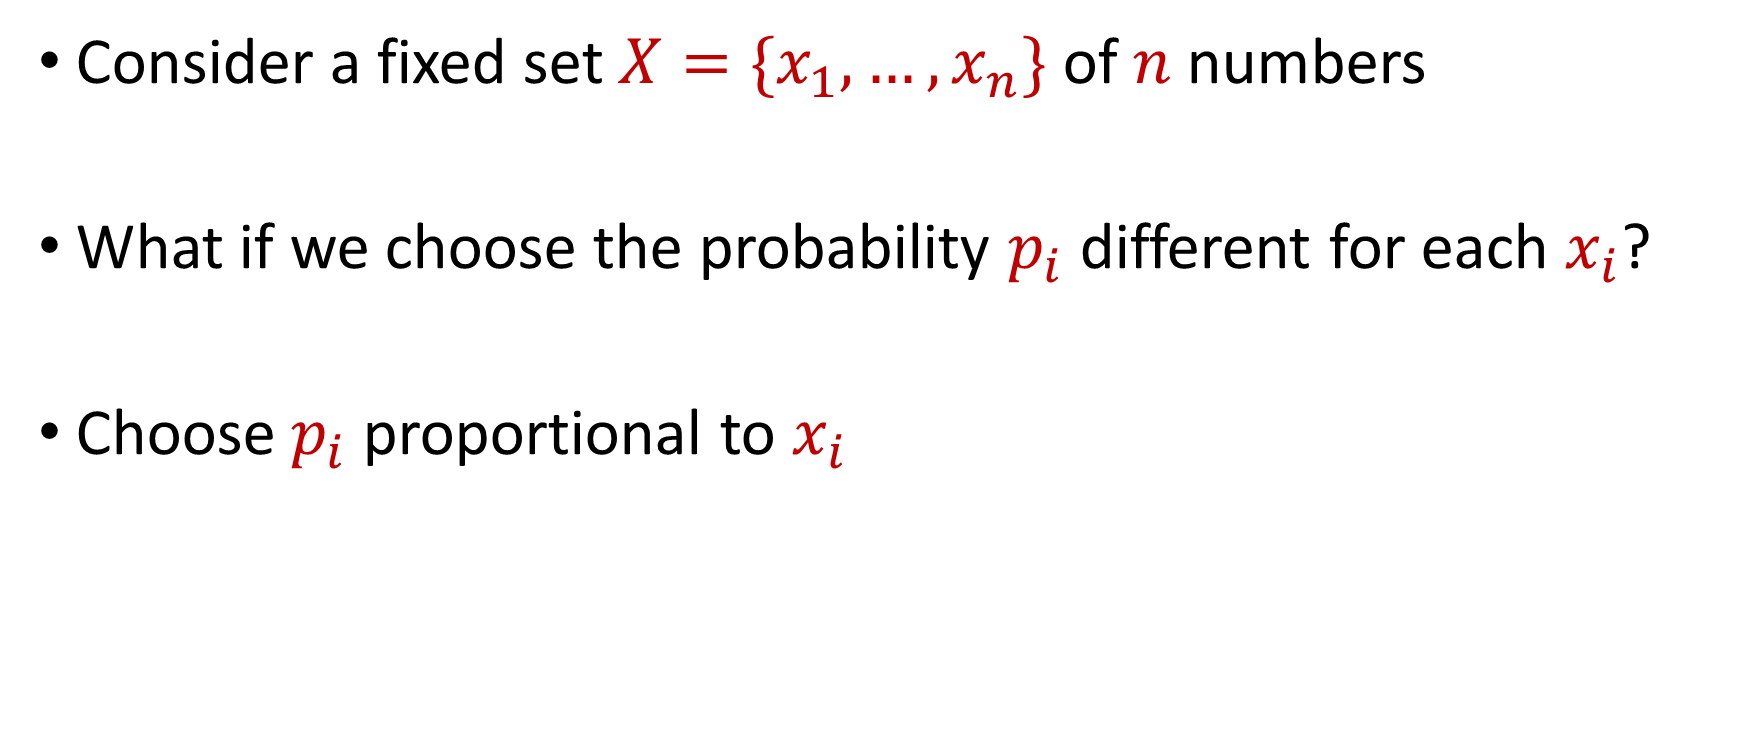 • Consider a fixed set X = {x₁, … , xₙ} of n numbers
• What if we choose the probability pᵢ different for each xᵢ?
• Choose pᵢ proportional to xᵢ